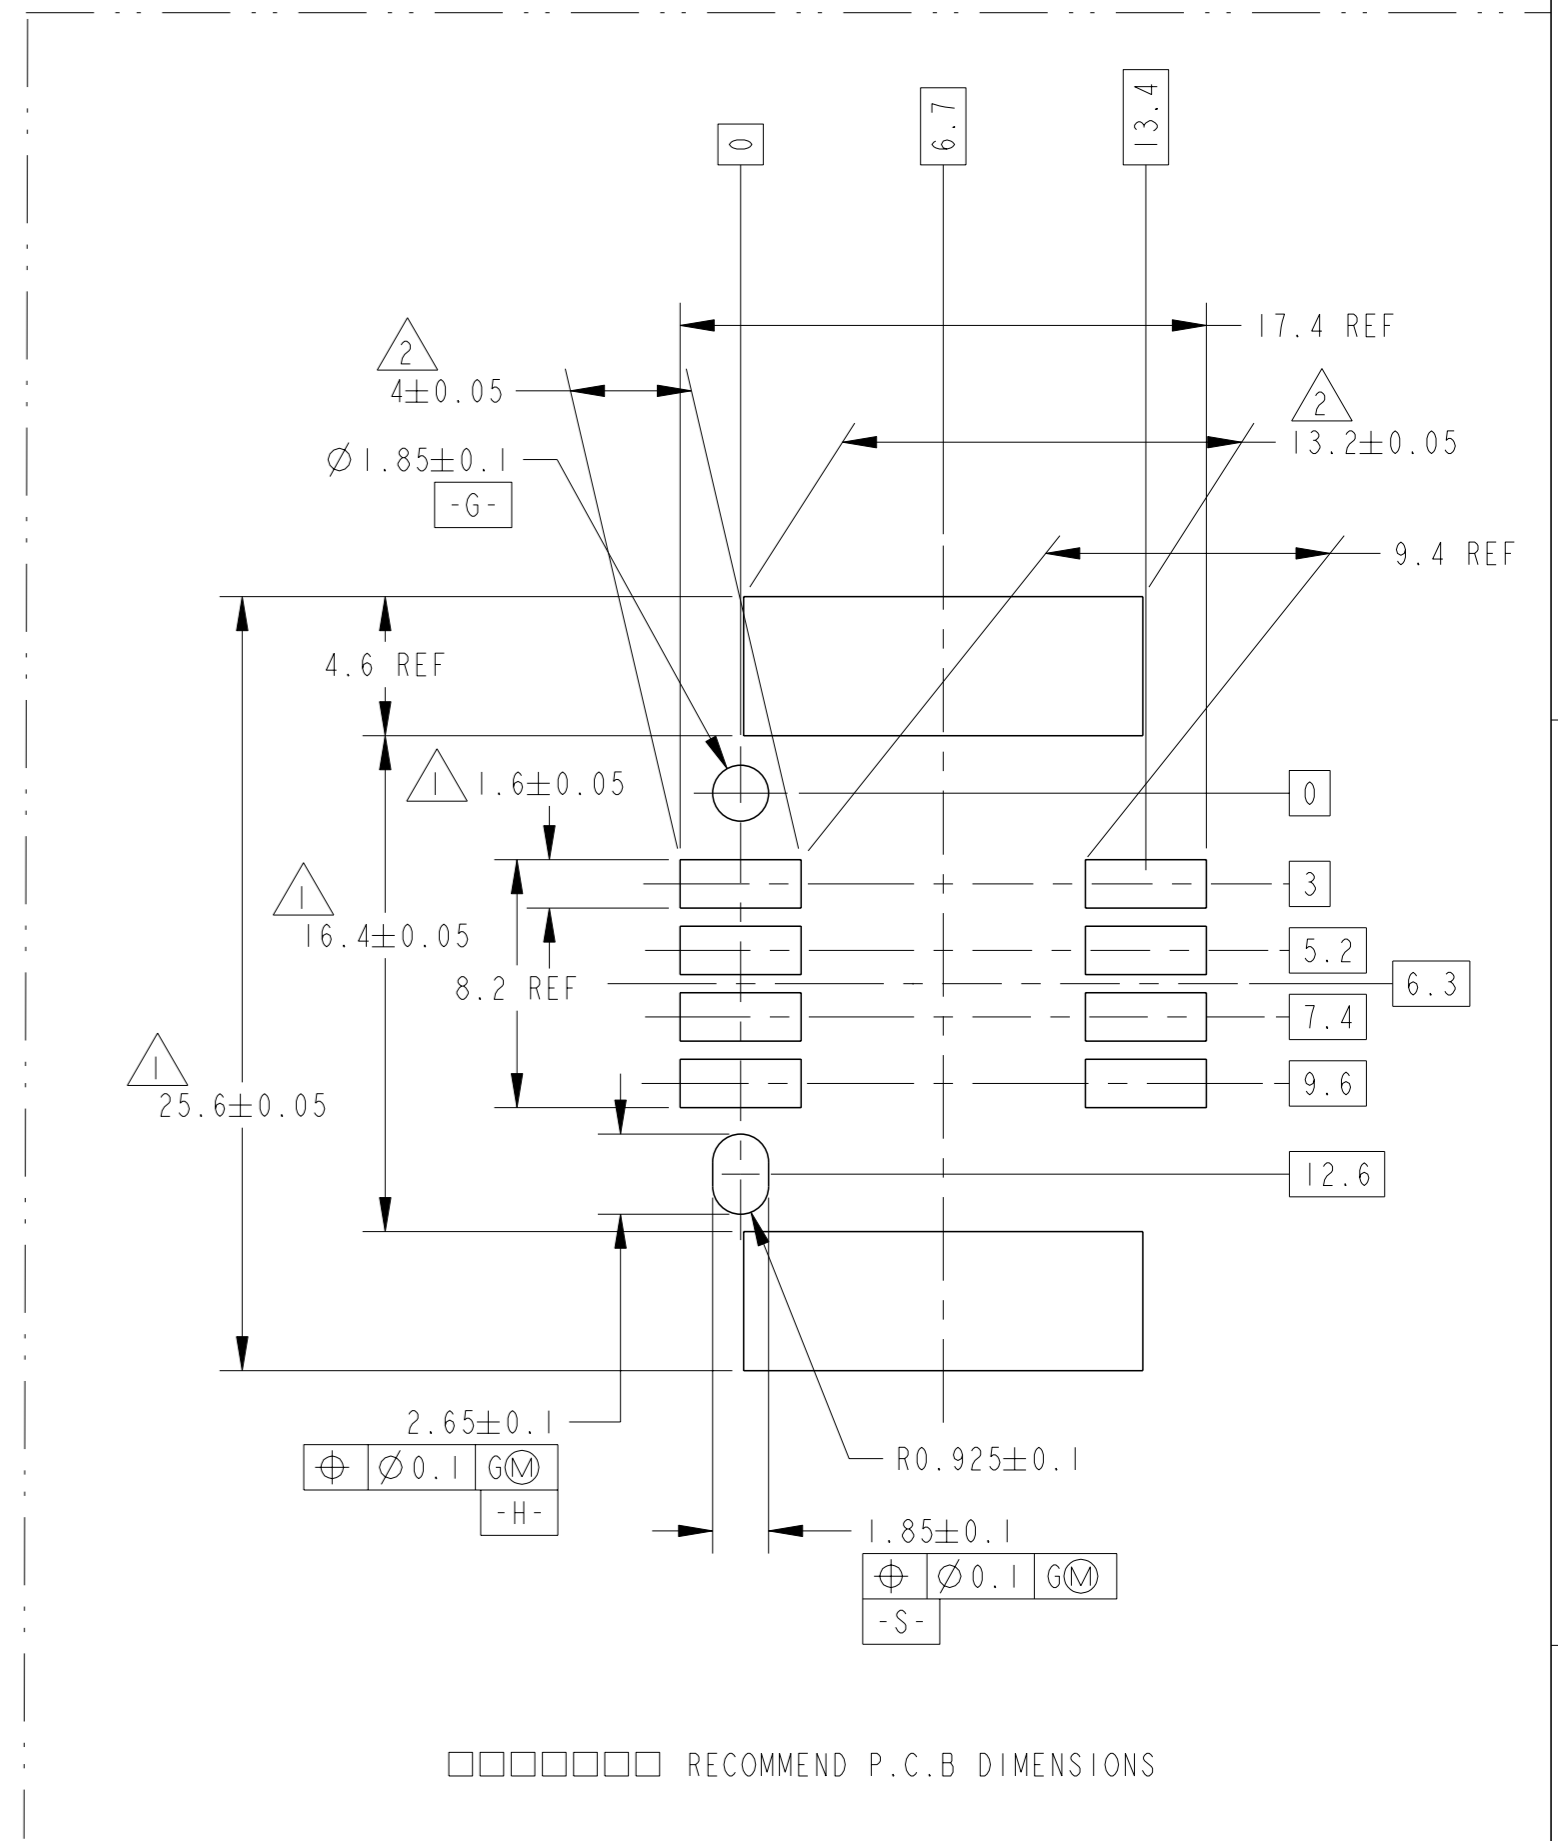 0
6.7
13.4
17.4 REF
2
4±0.05
2
13.2±0.05
Ø1.85±0.1
-G-
9.4 REF
4.6 REF
1
1.6±0.05
0
3
1
16.4±0.05
5.2
8.2 REF
6.3
7.4
1
25.6±0.05
9.6
12.6
2.65±0.1
⌖ Ø0.1 GⓂ
-H-
R0.925±0.1
1.85±0.1
⌖ Ø0.1 GⓂ
-S-
□□□□□□□ RECOMMEND P.C.B DIMENSIONS